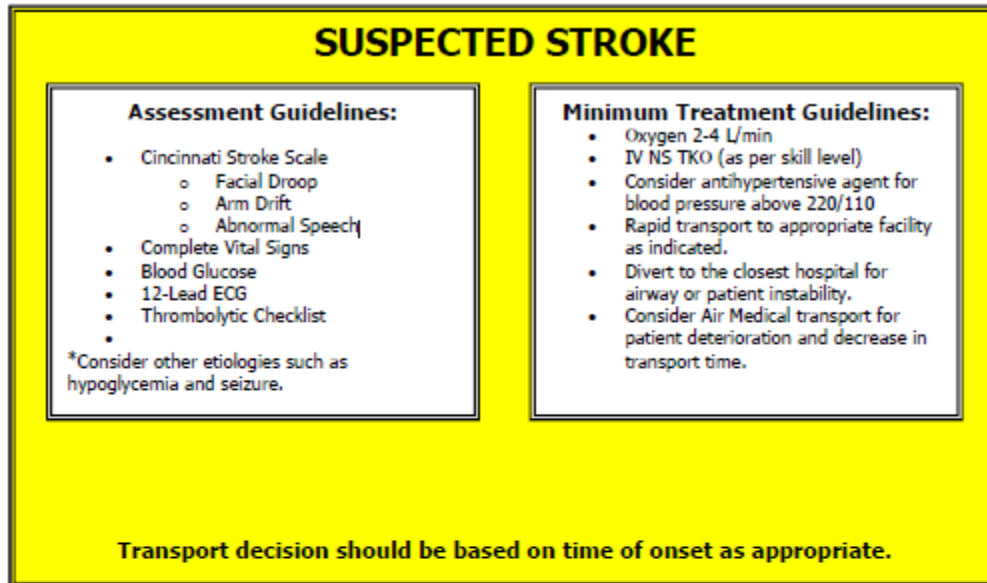 SUSPECTED STROKE
Assessment Guidelines:
• Cincinnati Stroke Scale
o Facial Droop
o Arm Drift
o Abnormal Speech
• Complete Vital Signs
• Blood Glucose
• 12-Lead ECG
• Thrombolytic Checklist
•
*Consider other etiologies such as
hypoglycemia and seizure.
Minimum Treatment Guidelines:
• Oxygen 2-4 L/min
• IV NS TKO (as per skill level)
• Consider antihypertensive agent for
blood pressure above 220/110
• Rapid transport to appropriate facility
as indicated.
• Divert to the closest hospital for
airway or patient instability.
• Consider Air Medical transport for
patient deterioration and decrease in
transport time.
Transport decision should be based on time of onset as appropriate.